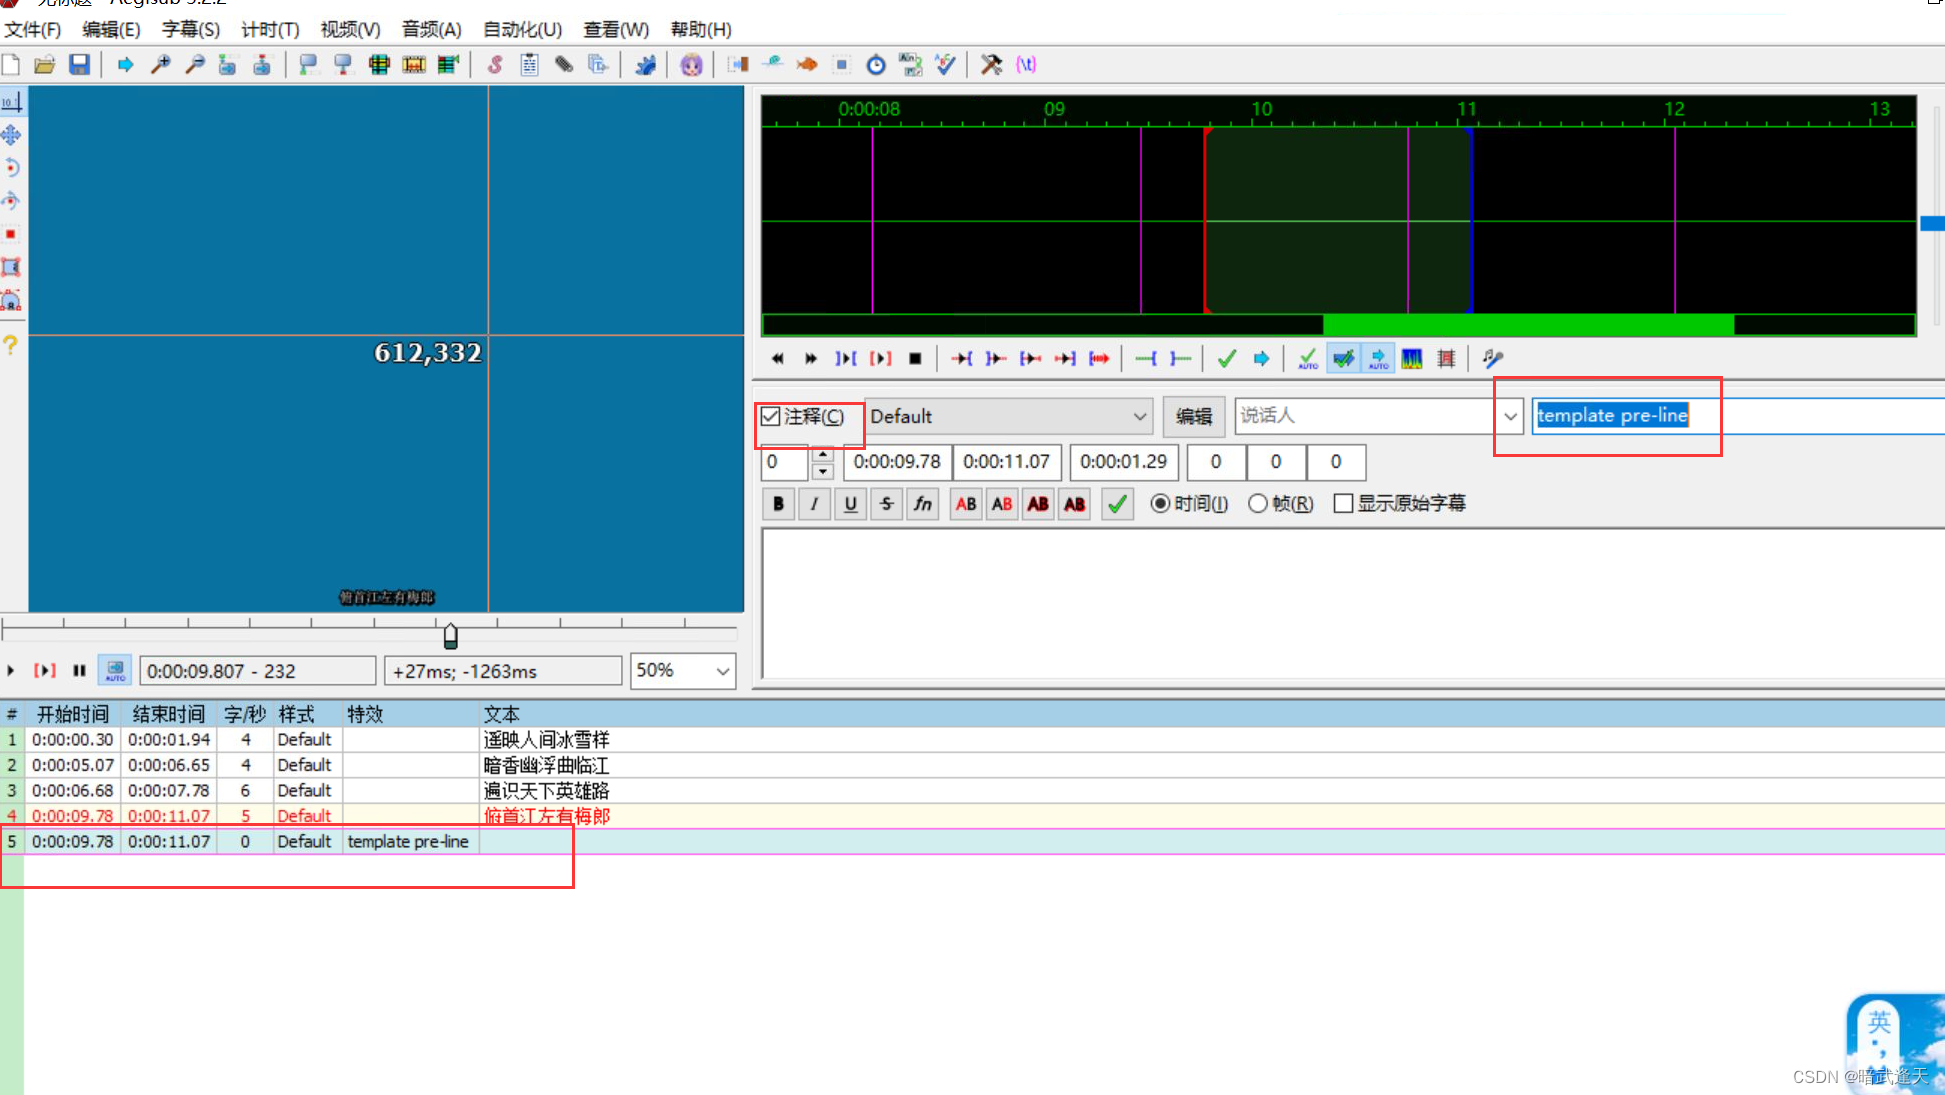 无标题 - Aegisub 3.2.2
文件(F) 编辑(E) 字幕(S) 计时(T) 视频(V) 音频(A) 自动化(U) 查看(W) 帮助(H)
0:00:08 09 10 11 12 13
612,332
俯首江左有梅郎
注释(C) Default 编辑 说话人 template pre-line
0 0:00:09.78 0:00:11.07 0:00:01.29 0 0 0
B I U S fn AB AB AB AB 时间(I) 帧(R) 显示原始字幕
0:00:09.807 - 232 +27ms; -1263ms 50%
# 开始时间 结束时间 字/秒 样式 特效 文本
1 0:00:00.30 0:00:01.94 4 Default 遥映人间冰雪样
2 0:00:05.07 0:00:06.65 4 Default 暗香幽浮曲临江
3 0:00:06.68 0:00:07.78 6 Default 遍识天下英雄路
4 0:00:09.78 0:00:11.07 5 Default 俯首江左有梅郎
5 0:00:09.78 0:00:11.07 0 Default template pre-line
英
CSDN @暗武逢天